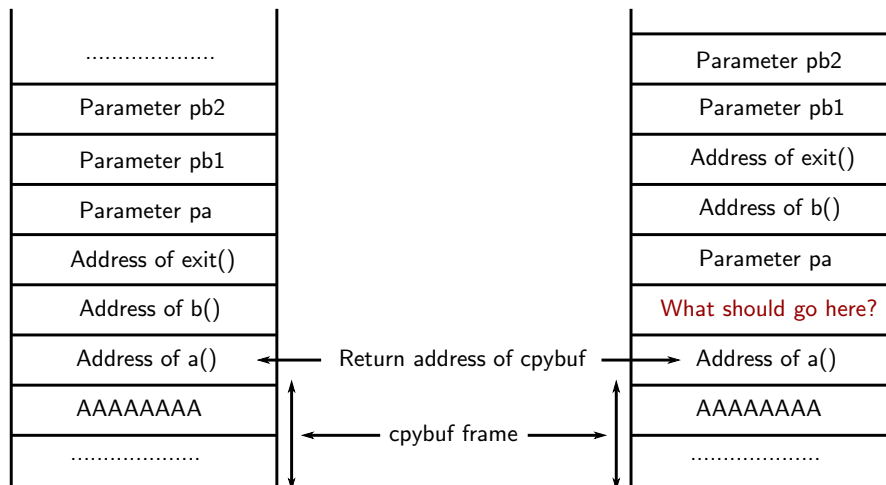 .....................
Parameter pb2
Parameter pb1
Parameter pa
Address of exit()
Address of b()
Address of a()
AAAAAAAA
.....................
Return address of cpybuf
cpybuf frame
Parameter pb2
Parameter pb1
Address of exit()
Address of b()
Parameter pa
What should go here?
Address of a()
AAAAAAAA
.....................